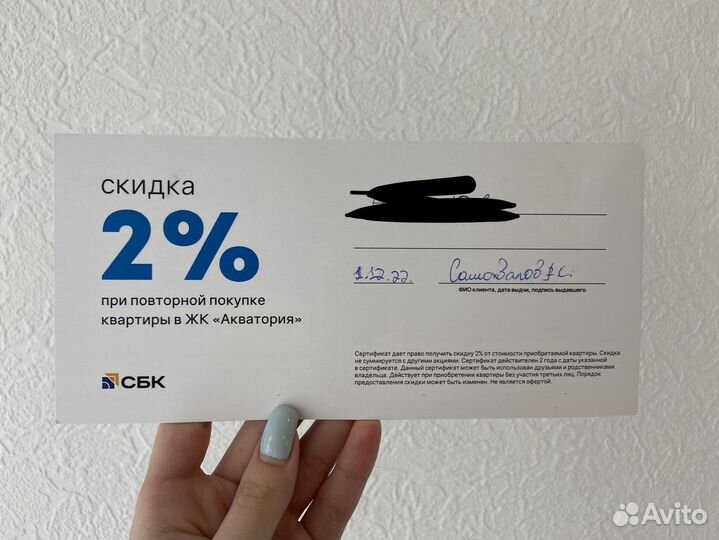 скидка
2%
при повторной покупке
квартиры в ЖК «Акватория»
СБК
1.12.22.
ФИО клиента, дата выдчи, подпись выдавшего
Сертификат дает право получить скидку 2% от стоимости приобретаемой квартиры. Скидка
не суммируется с другими акциями. Сертификат действителен 2 года с даты указанной
в сертификате. Данный сертификат может быть использован друзьями и родственниками
владельца. Действует при приобретении квартиры без участия третьих лиц. Порядок
предоставления скидки может быть изменен. Не является офертой.
Avito